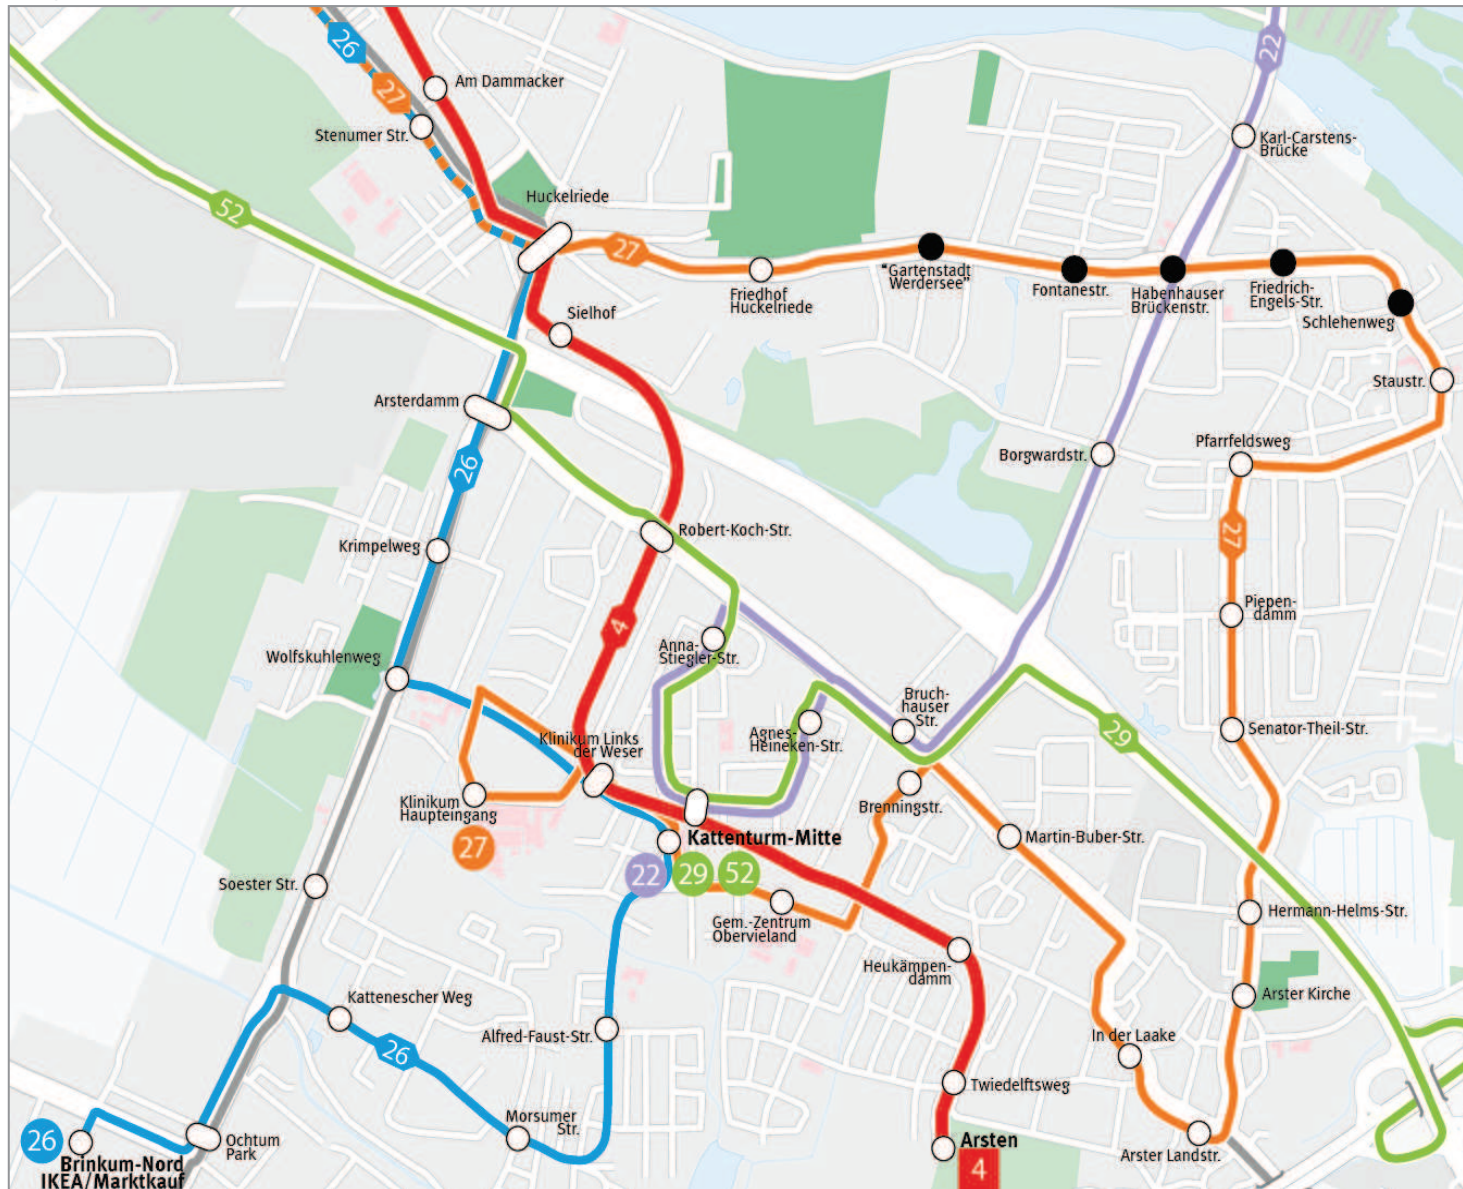 26
22
Am Dammacker
27
Stenumer Str.
Karl-Carstens-
Brücke
Huckelriede
52
27
"Gartenstadt
Werdersee"
Friedhof
Huckelriede
Fontanestr.
Habenhauser
Brückenstr.
Friedrich-
Engels-Str.
Schlehenweg
Sielhof
Staustr.
Arsterdamm
Pfarrfeldsweg
Borgwardstr.
26
Robert-Koch-Str.
27
Krimpelweg
Piepen-
damm
4
Anna-
Stiegler-Str.
Wolfskuhlenweg
Bruch-
hauser
Str.
Senator-Theil-Str.
29
Klinikum Links
der Weser
Agnes-
Heineken-Str.
Klinikum
Haupteingang
Brenningstr.
27
Kattenturm-Mitte
Martin-Buber-Str.
22
29
52
Soester Str.
Gem.-Zentrum
Obervieland
Hermann-Helms-Str.
Heukämpen-
damm
Kattenescher Weg
Arster Kirche
Alfred-Faust-Str.
In der Laake
26
Twiedelftsweg
Morsumer
Str.
26
Ochtum
Park
Arsten
4
Arster Landstr.
Brinkum-Nord
IKEA/Marktkauf